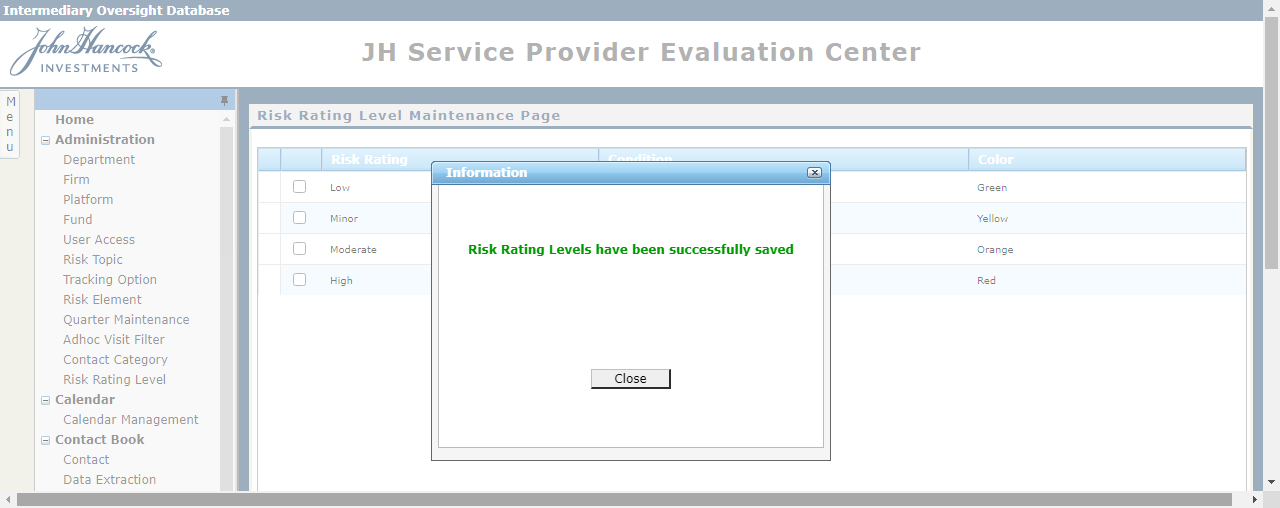 Intermediary Oversight Database
John Hancock®
INVESTMENTS
JH Service Provider Evaluation Center
Menu
Home
Administration
Department
Firm
Platform
Fund
User Access
Risk Topic
Tracking Option
Risk Element
Quarter Maintenance
Adhoc Visit Filter
Contact Category
Risk Rating Level
Calendar
Calendar Management
Contact Book
Contact
Data Extraction
Risk Rating Level Maintenance Page
Risk Rating Condition Color
Low Green
Minor Yellow
Moderate Orange
High Red
Information
Risk Rating Levels have been successfully saved
Close